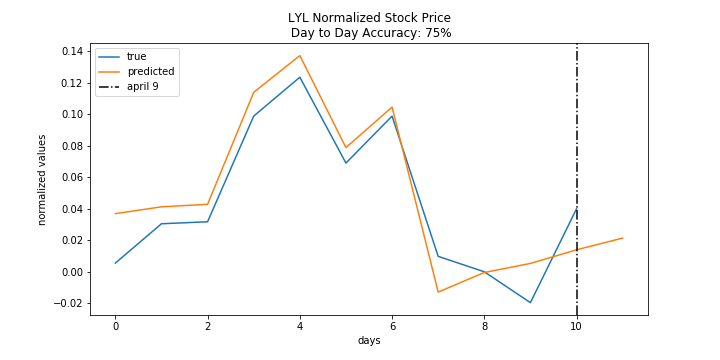 LYL Normalized Stock Price
Day to Day Accuracy: 75%
true
predicted
april 9
normalized values
0.14
0.12
0.10
0.08
0.06
0.04
0.02
0.00
−0.02
0 2 4 6 8 10
days